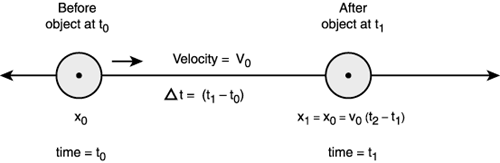 Before
object at t₀
After
object at t₁
Velocity = V₀
Δt = (t₁ – t₀)
x₀
x₁ = x₀ = v₀ (t₂ – t₁)
time = t₀
time = t₁